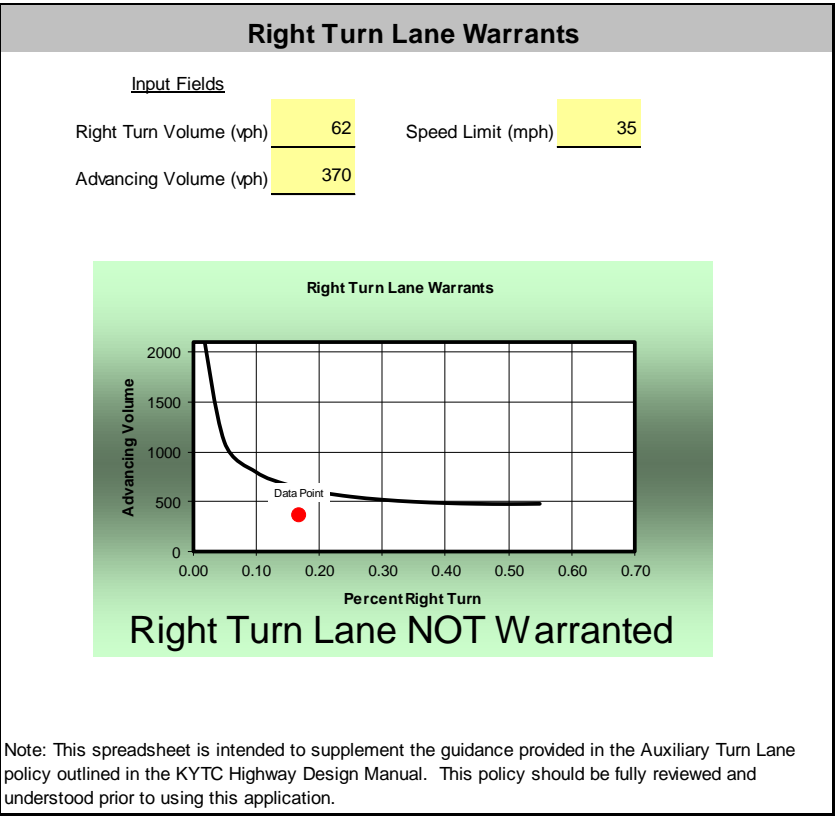 Right Turn Lane Warrants
Input Fields
Right Turn Volume (vph) 62 Speed Limit (mph) 35
Advancing Volume (vph) 370
Right Turn Lane Warrants
Advancing Volume
2000
1500
1000
500
0
Data Point
0.00 0.10 0.20 0.30 0.40 0.50 0.60 0.70
Percent Right Turn
Right Turn Lane NOT Warranted
Note: This spreadsheet is intended to supplement the guidance provided in the Auxiliary Turn Lane
policy outlined in the KYTC Highway Design Manual. This policy should be fully reviewed and
understood prior to using this application.